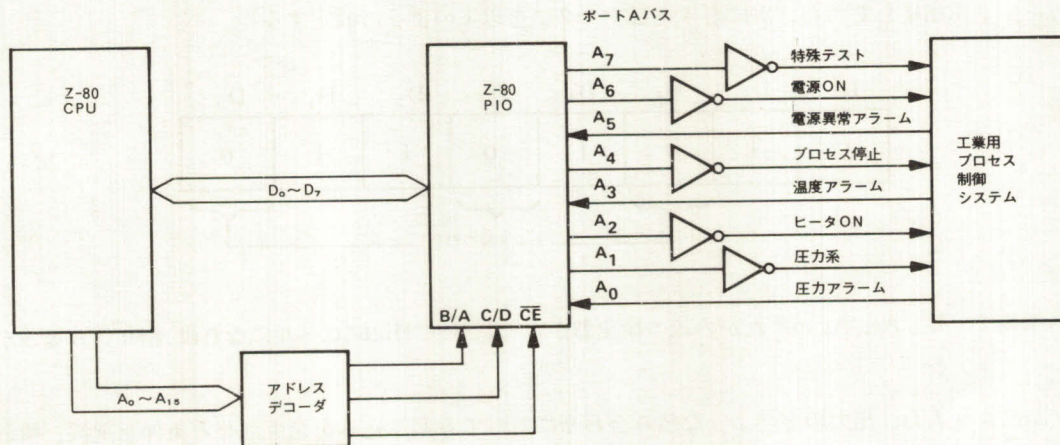 ポートAバス
Z-80
CPU
Z-80
PIO
A7
A6
A5
A4
A3
A2
A1
A0
特殊テスト
電源ON
電源異常アラーム
プロセス停止
温度アラーム
ヒータON
圧力系
圧力アラーム
工業用
プロセス
制御
システム
D0〜D7
B/A C/D CE
アドレス
デコーダ
A0〜A15